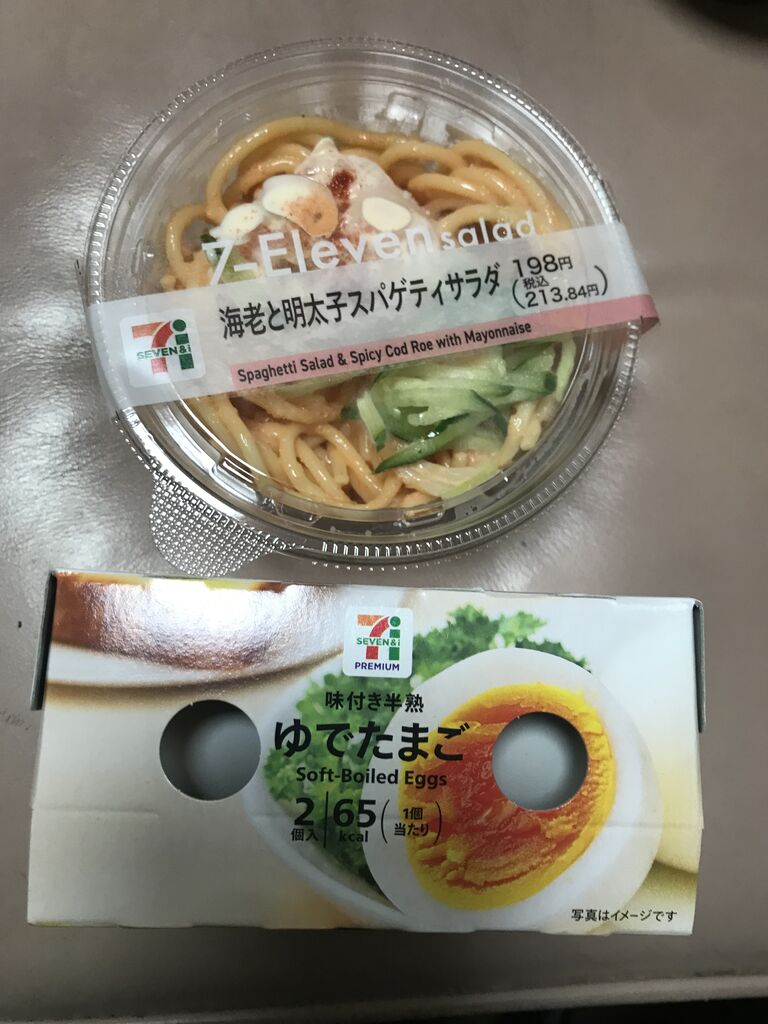 7-Eleven salad
海老と明太子スパゲティサラダ 198円
(税込 213.84円)
SEVEN&i
Spaghetti Salad & Spicy Cod Roe with Mayonnaise
SEVEN&i
PREMIUM
味付き半熟
ゆでたまご
Soft-Boiled Eggs
2個入 65kcal (1個当たり)
写真はイメージです